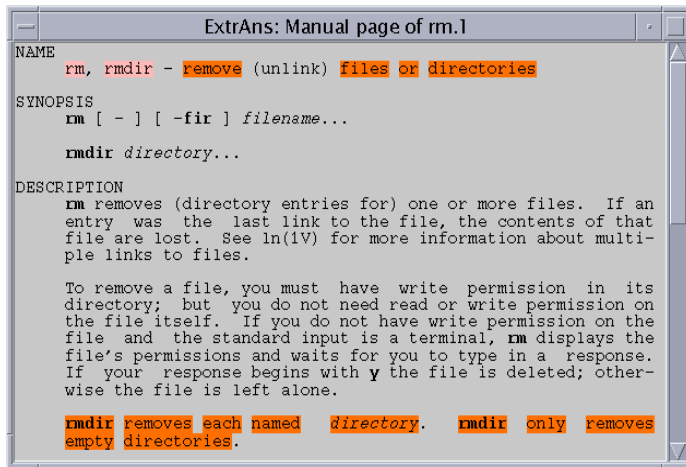 ExtrAns: Manual page of rm.1
NAME
rm, rmdir - remove (unlink) files or directories
SYNOPSIS
rm [ - ] [ -fir ] filename...
rmdir directory...
DESCRIPTION
rm removes (directory entries for) one or more files. If an
entry was the last link to the file, the contents of that
file are lost. See ln(1V) for more information about multi-
ple links to files.
To remove a file, you must have write permission in its
directory; but you do not need read or write permission on
the file itself. If you do not have write permission on the
file and the standard input is a terminal, rm displays the
file's permissions and waits for you to type in a response.
If your response begins with y the file is deleted; other-
wise the file is left alone.
rmdir removes each named directory. rmdir only removes
empty directories.